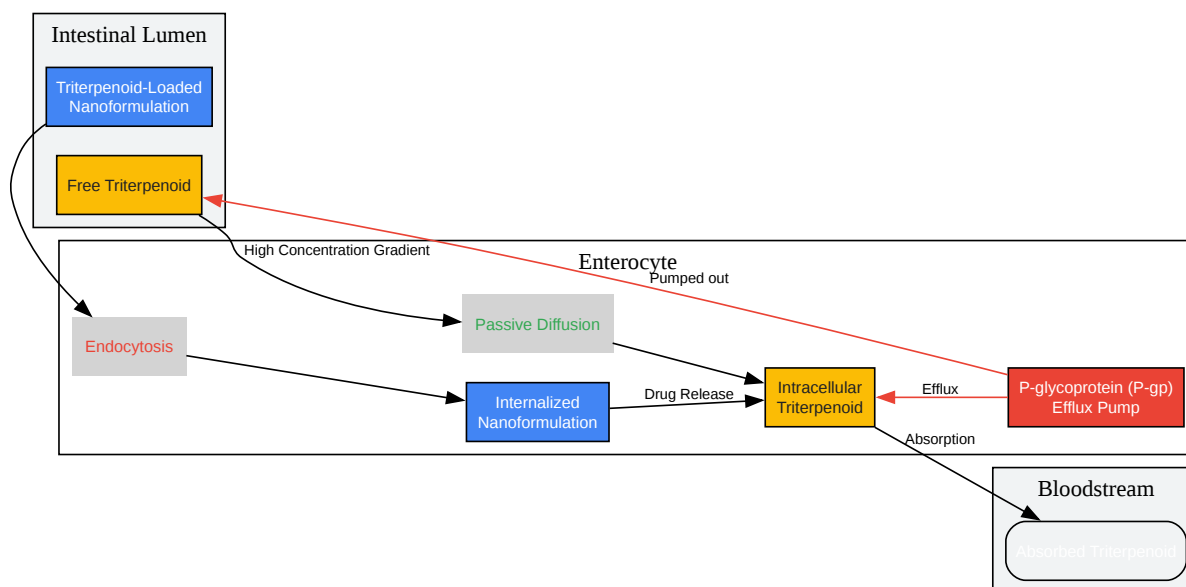 Intestinal Lumen
Triterpenoid-Loaded
Nanoformulation
Free Triterpenoid
High Concentration Gradient
Enterocyte
Pumped out
Passive Diffusion
Endocytosis
Internalized
Nanoformulation
Drug Release
Intracellular
Triterpenoid
Efflux
P-glycoprotein (P-gp)
Efflux Pump
Absorption
Bloodstream
Absorbed Triterpenoid